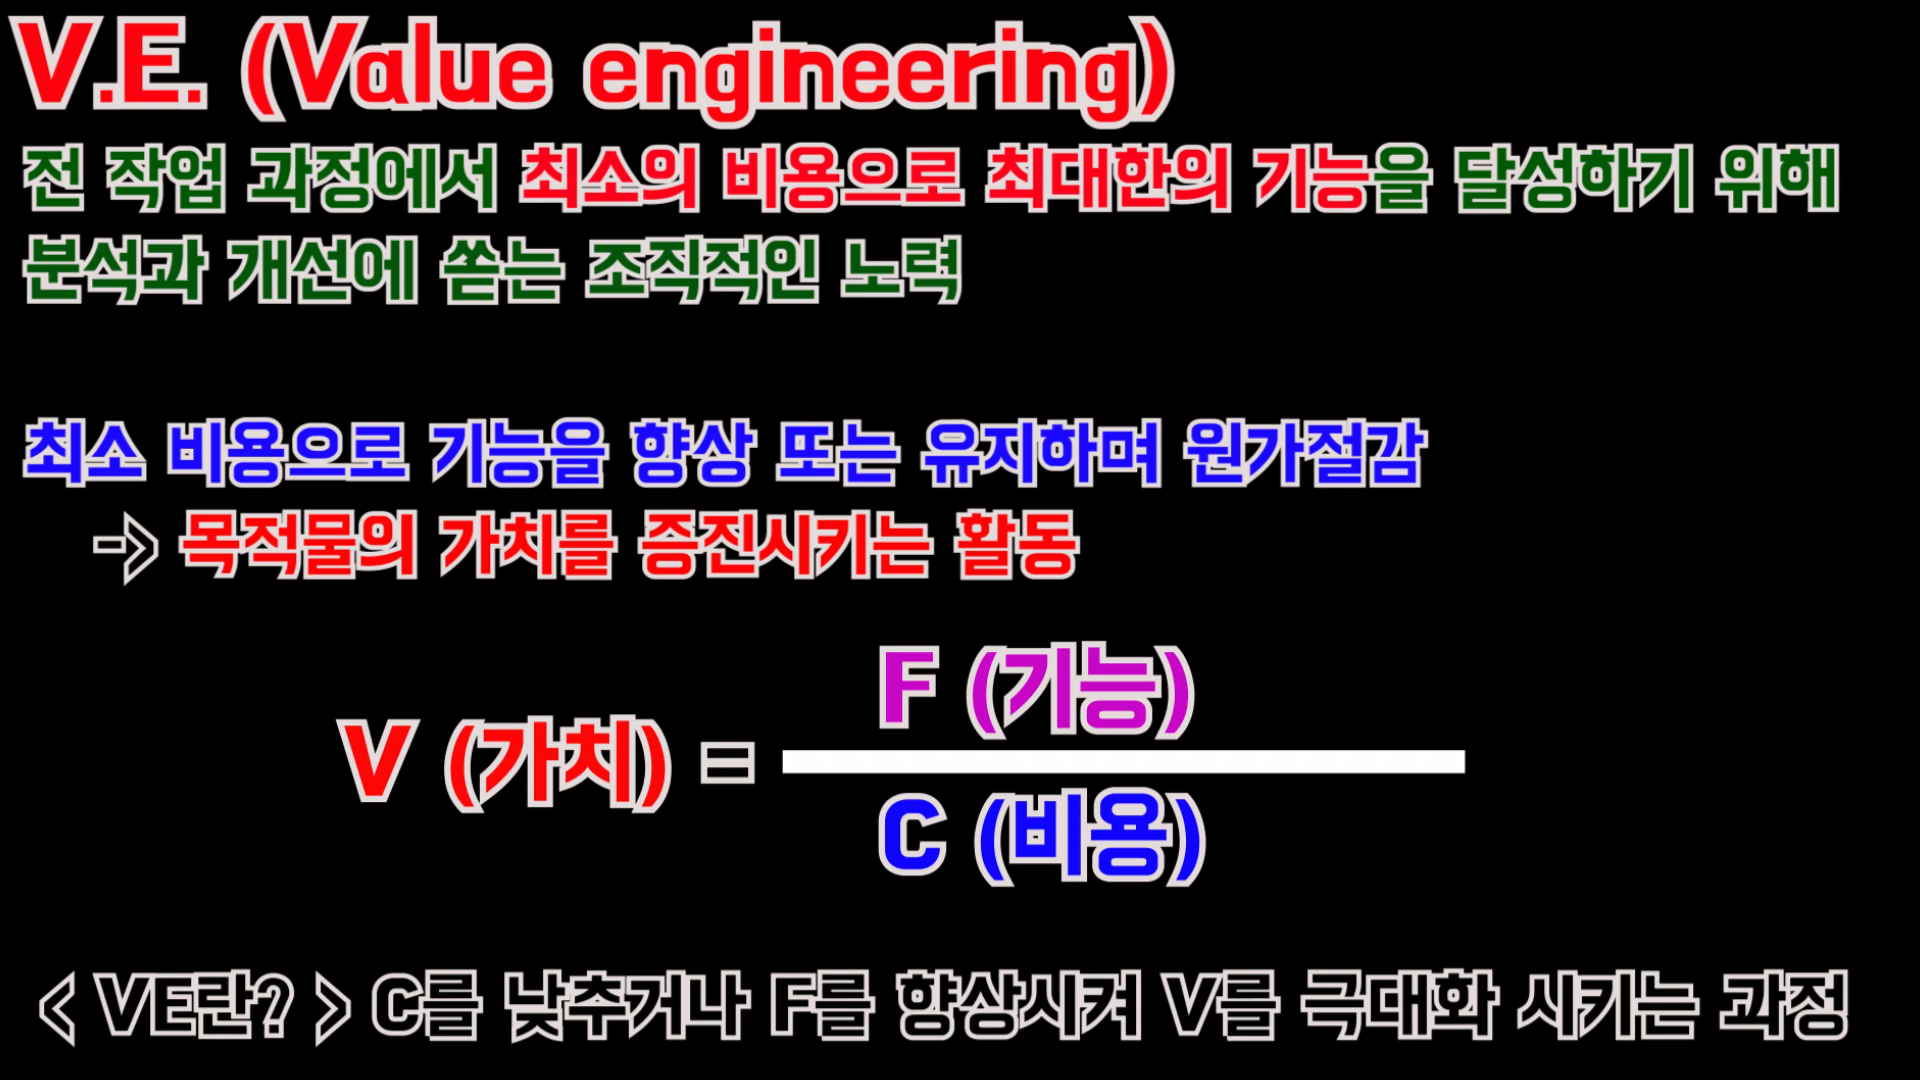 V.E. (Value engineering)
전 작업 과정에서 최소의 비용으로 최대한의 기능을 달성하기 위해
분석과 개선에 쏟는 조직적인 노력
최소 비용으로 기능을 향상 또는 유지하며 원가절감
-> 목적물의 가치를 증진시키는 활동
F (기능)
V (가치) =
C (비용)
< VE란? > C를 낮추거나 F를 향상시켜 V를 극대화 시키는 과정